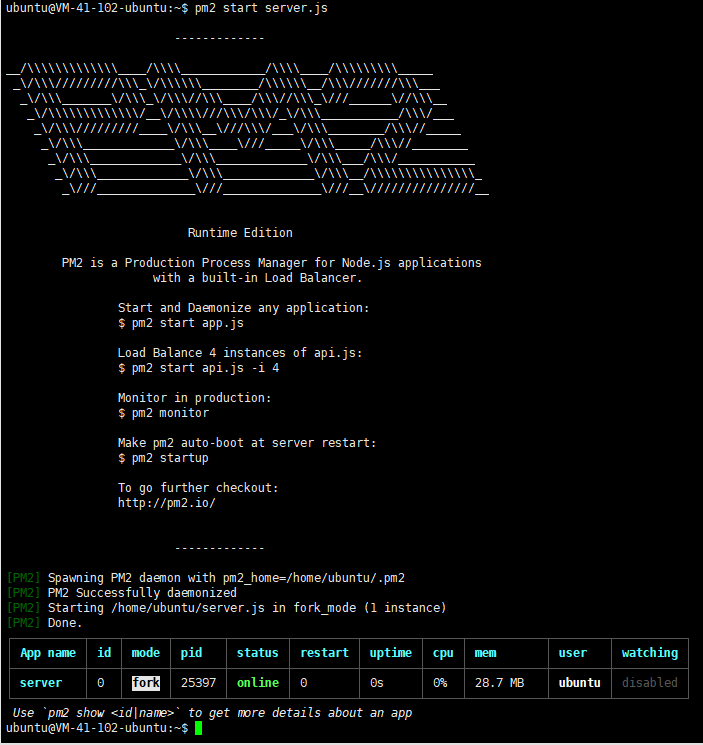 ubuntu@VM-41-102-ubuntu:~$ pm2 start server.js
-------------
__/\\\\\\\\\\\\\____/\\\\____________/\\\\____/\\\\\\\\\_____
_\/\\\/////////\\\_\/\\\\\\________/\\\\\\__/\\\///////\\\___
_\/\\\_______\/\\\_\/\\\//\\\____/\\\//\\\_\///______\//\\\__
_\/\\\\\\\\\\\\\/__\/\\\\///\\\/\\\/_\/\\\___________/\\\/___
_\/\\\/////////____\/\\\__\///\\\/___\/\\\________/\\\//_____
_\/\\\_____________\/\\\____\///_____\/\\\_____/\\\//________
_\/\\\_____________\/\\\_____________\/\\\___/\\\/___________
_\/\\\_____________\/\\\_____________\/\\\__/\\\\\\\\\\\\\\\_
_\///______________\///______________\///__\///////////////__
Runtime Edition
PM2 is a Production Process Manager for Node.js applications
with a built-in Load Balancer.
Start and Daemonize any application:
$ pm2 start app.js
Load Balance 4 instances of api.js:
$ pm2 start api.js -i 4
Monitor in production:
$ pm2 monitor
Make pm2 auto-boot at server restart:
$ pm2 startup
To go further checkout:
http://pm2.io/
-------------
[PM2] Spawning PM2 daemon with pm2_home=/home/ubuntu/.pm2
[PM2] PM2 Successfully daemonized
[PM2] Starting /home/ubuntu/server.js in fork_mode (1 instance)
[PM2] Done.
App name id mode pid status restart uptime cpu mem user watching
server 0 fork 25397 online 0 0s 0% 28.7 MB ubuntu disabled
Use `pm2 show <id|name>` to get more details about an app
ubuntu@VM-41-102-ubuntu:~$